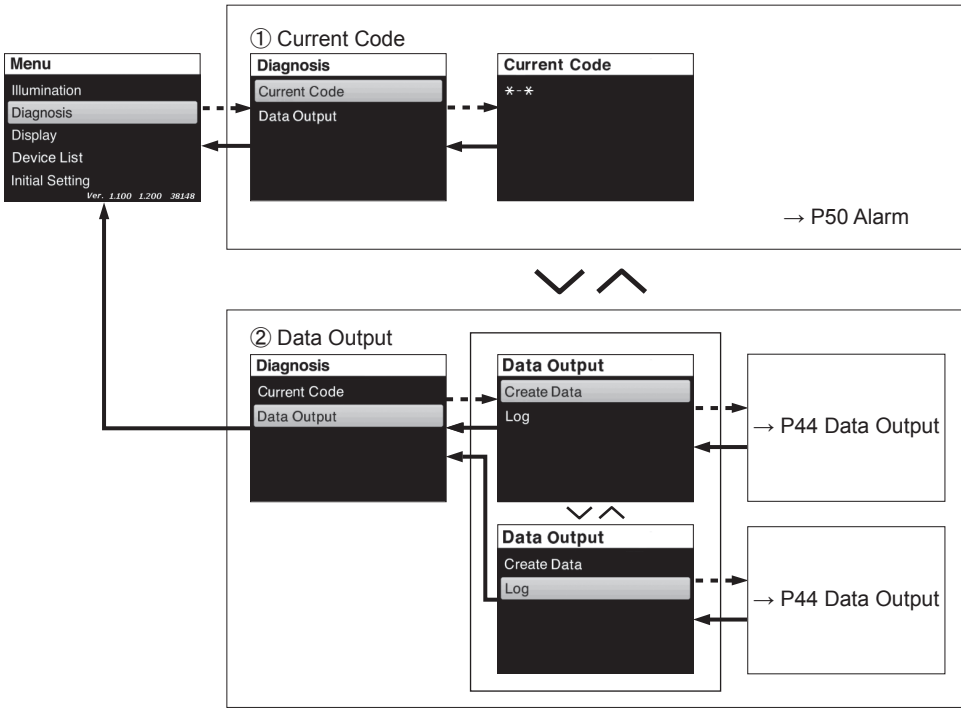 Menu
Illumination
Diagnosis
Display
Device List
Initial Setting
Ver. 1.100 1.200 38148
① Current Code
Diagnosis
Current Code
Data Output
Current Code
*-*
→ P50 Alarm
② Data Output
Diagnosis
Current Code
Data Output
Data Output
Create Data
Log
→ P44 Data Output
Data Output
Create Data
Log
→ P44 Data Output